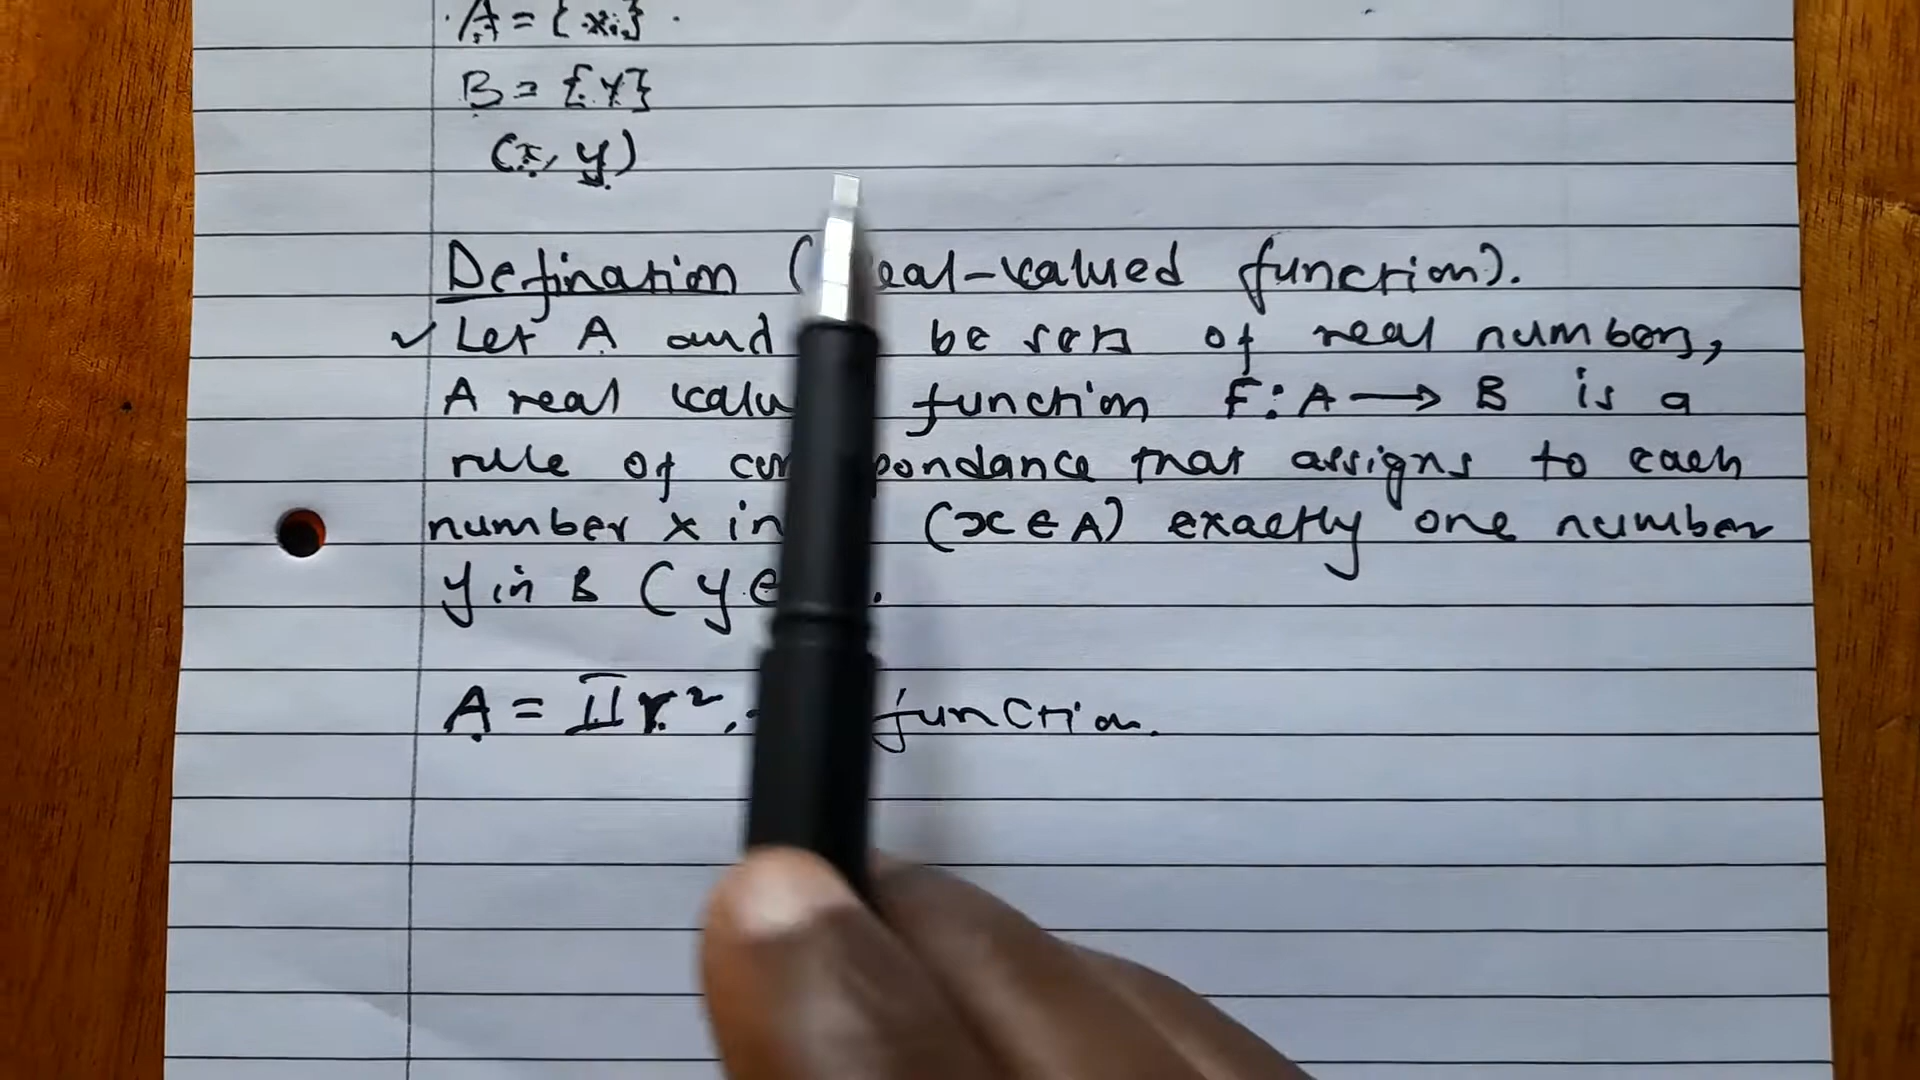 A = { x }
B = { Y }
(x, y)
Defination (eal-valued function).
Let A and be sets of real numbers,
A real valu function F: A → B is a
rule of cor pondance that assigns to each
number x in (x ∈ A) exactly one number
y in B ( y ∈ .
A = πr², function.